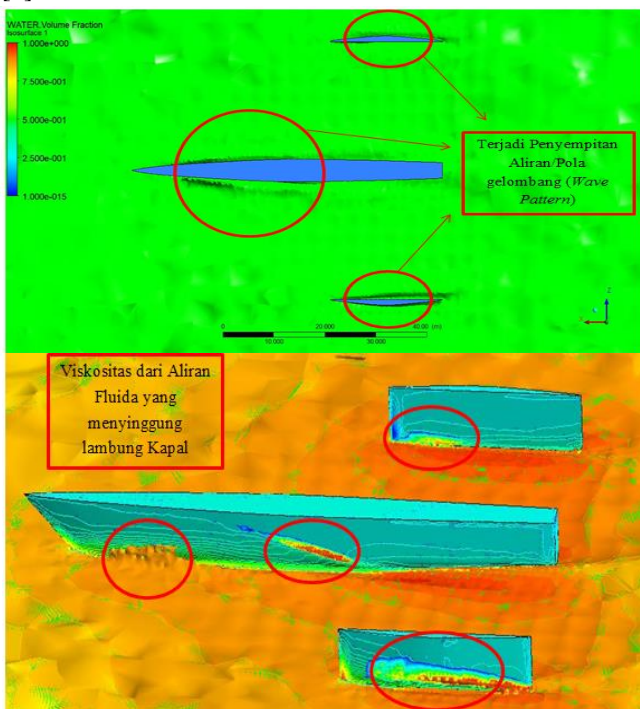 WATER.Volume Fraction
Isosurface 1
1.000e+000
7.500e-001
5.000e-001
2.500e-001
1.000e-015
Terjadi Penyempitan
Aliran/Pola
gelombang (Wave
Pattern)
0 20.000 40.00 (m)
10.000 30.000
Z
X
Viskositas dari Aliran
Fluida yang
menyinggung
lambung Kapal